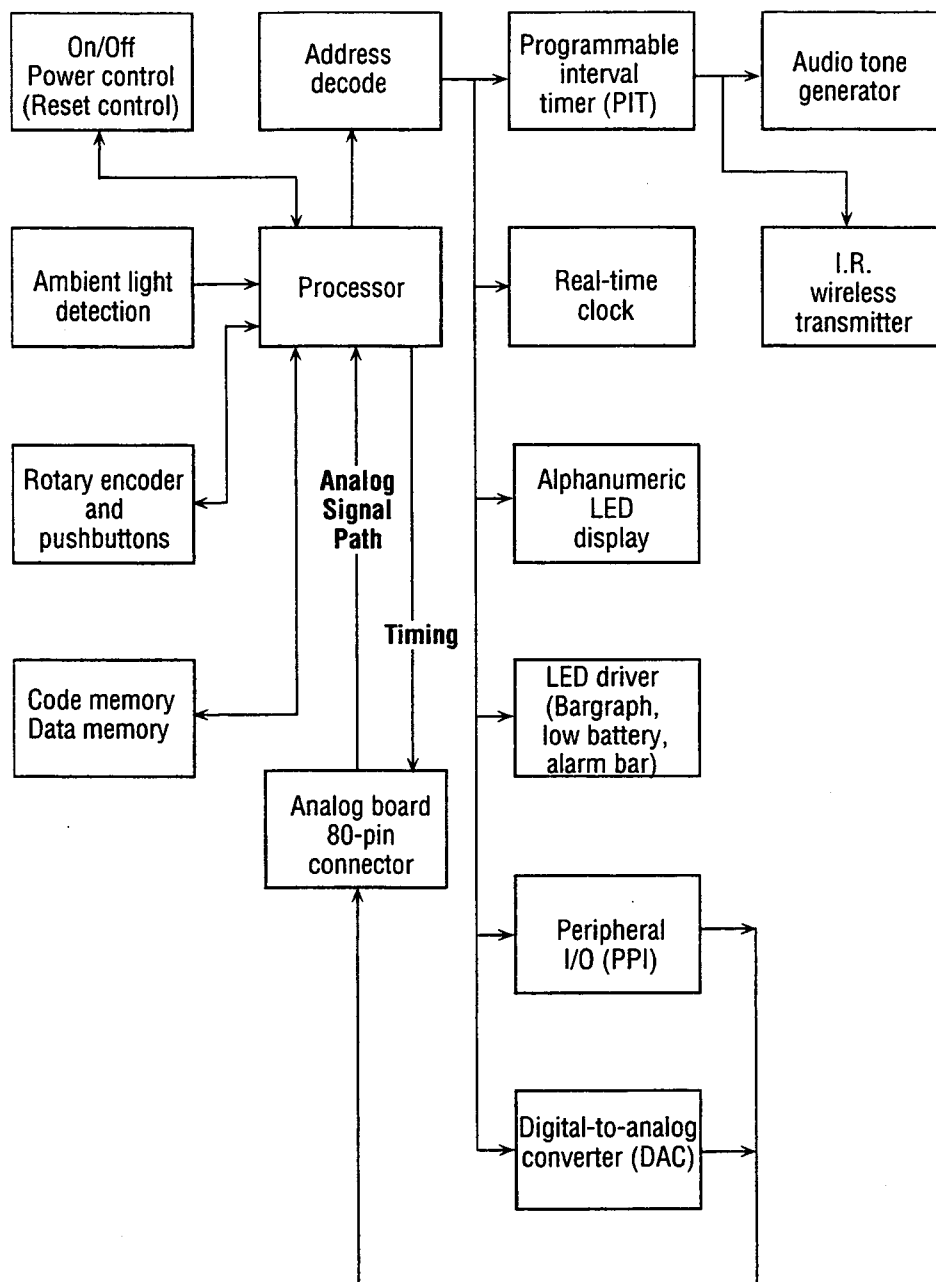 On/Off
Power control
(Reset control)
Address
decode
Programmable
interval
timer (PIT)
Audio tone
generator
Ambient light
detection
Processor
Real-time
clock
I.R.
wireless
transmitter
Rotary encoder
and
pushbuttons
Analog
Signal
Path
Alphanumeric
LED
display
Timing
Code memory
Data memory
LED driver
(Bargraph,
low battery,
alarm bar)
Analog board
80-pin
connector
Peripheral
I/O (PPI)
Digital-to-analog
converter (DAC)